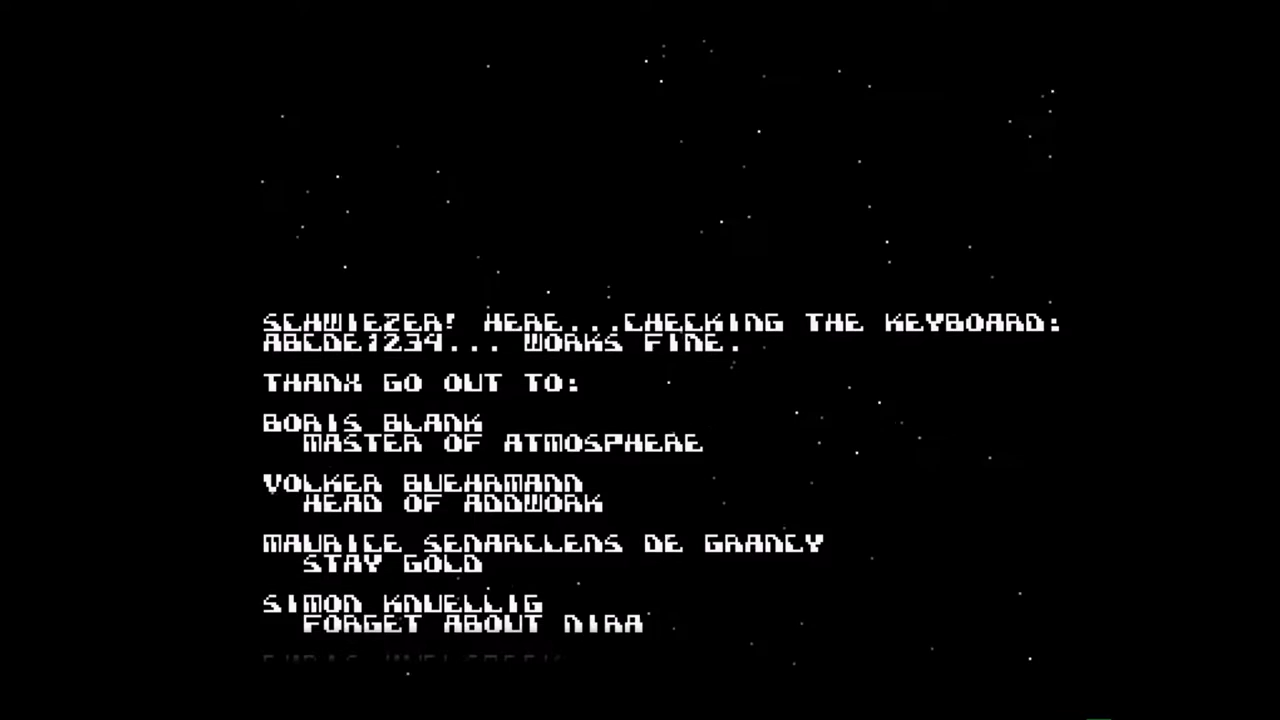 SCHWIEZER! HERE...CHECKING THE KEYBOARD:
ABCDE1234... WORKS FINE.
THANX GO OUT TO:
BORIS BLANK
MASTER OF ATMOSPHERE
VOLKER BUEHRMANN
HEAD OF ADDWORK
MAURICE SENARCLENS DE GRANCY
STAY GOLD
SIMON KNUELLIG
FORGET ABOUT NIRA